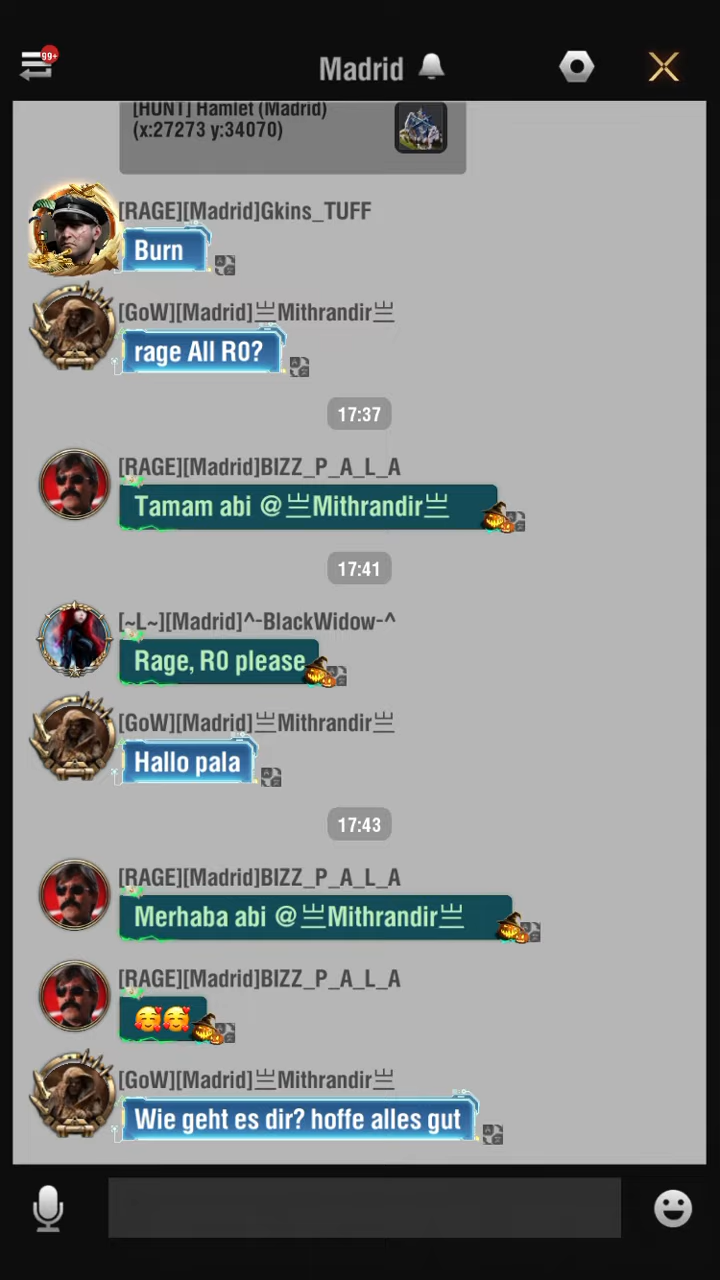 99+
Madrid
[HUNT] Hamlet (Madrid)
(x:27273 y:34070)
[RAGE][Madrid]Gkins_TUFF
Burn
[GoW][Madrid]亗Mithrandir亗
rage All R0?
17:37
[RAGE][Madrid]BIZZ_P_A_L_A
Tamam abi @亗Mithrandir亗
17:41
[~L~][Madrid]^-BlackWidow-^
Rage, R0 please
[GoW][Madrid]亗Mithrandir亗
Hallo pala
17:43
[RAGE][Madrid]BIZZ_P_A_L_A
Merhaba abi @亗Mithrandir亗
[RAGE][Madrid]BIZZ_P_A_L_A
🥰🥰
[GoW][Madrid]亗Mithrandir亗
Wie geht es dir? hoffe alles gut